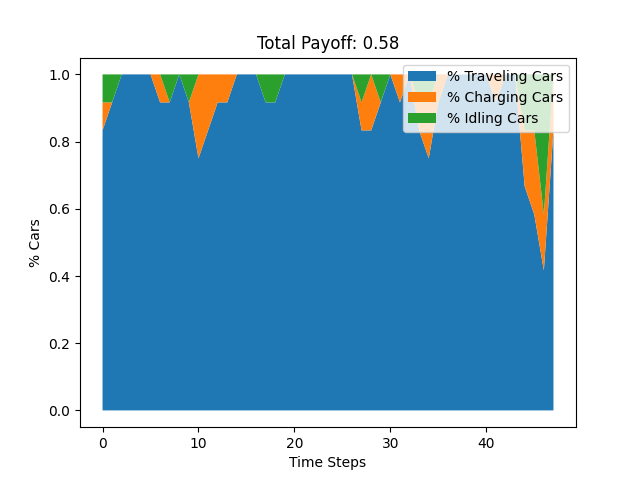 Total Payoff: 0.58
1.0
0.8
0.6
0.4
0.2
0.0
% Cars
% Traveling Cars
% Charging Cars
% Idling Cars
0 10 20 30 40
Time Steps